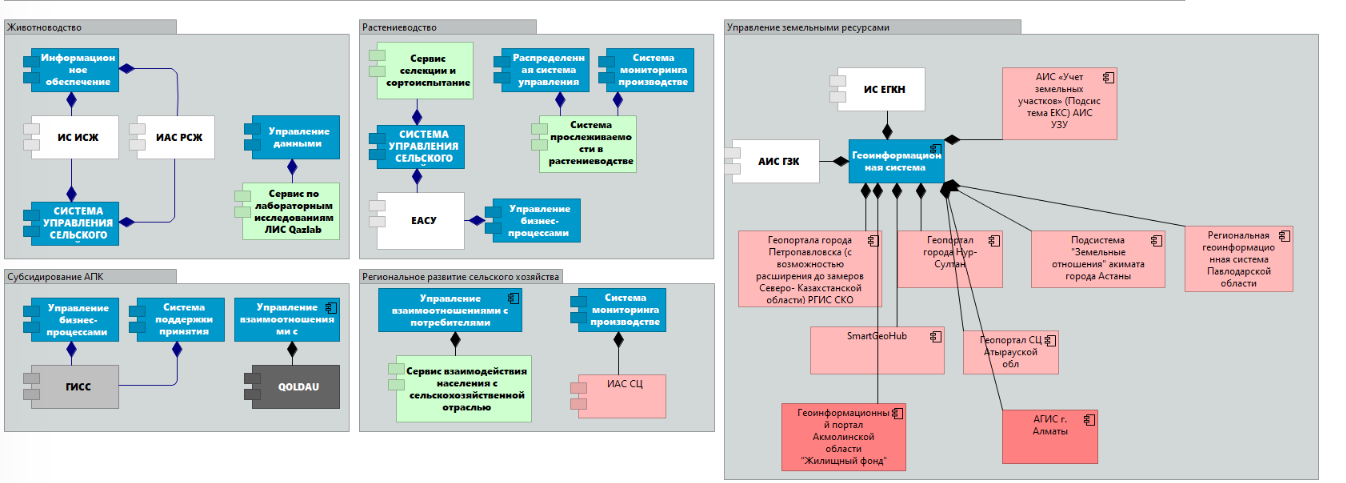 Животноводство
Информацион
ное
обеспечение
ИС ИСЖ
ИАС РСЖ
Управление
данными
СИСТЕМА
УПРАВЛЕНИЯ
СЕЛЬСКОГО
Сервис по
лабораторным
исследованиям
ЛИС Qazlab
Растениеводство
Сервис
селекции и
сортоиспытание
Распределенн
ая система
управления
Система
мониторинга
производстве
СИСТЕМА
УПРАВЛЕНИЯ
СЕЛЬСКОГО
Система
прослеживаемо
сти в
растениеводстве
ЕАСУ
Управление
бизнес-
процессами
Управление земельными ресурсами
ИС ЕГКН
АИС «Учет
земельных
участков» (Подсис
тема ЕКС) АИС
УЗУ
АИС ГЗК
Геоинформацион
ная система
Геопортала города
Петропавловска (с
возможностью
расширения до замеров
Северо- Казахстанской
области) РГИС СКО
Геопортал
города Нур-
Султан
Подсистема
"Земельные
отношения" акимата
города Астаны
Региональная
геоинформацио
нная система
Павлодарской
области
SmartGeoHub
Геопортал СЦ
Атырауской
обл
Геоинформационны
й портал
Акмолинской
области
"Жилищный фонд"
АГИС г.
Алматы
Субсидирование АПК
Управление
бизнес-
процессами
Система
поддержки
принятия
Управление
взаимоотношения
ми с
ГИСС
QOLDAU
Региональное развитие сельского хозяйства
Управление
взаимоотношениями с
потребителями
Система
мониторинга
производстве
Сервис взаимодействия
населения с
сельскохозяйственной
отраслью
ИАС СЦ